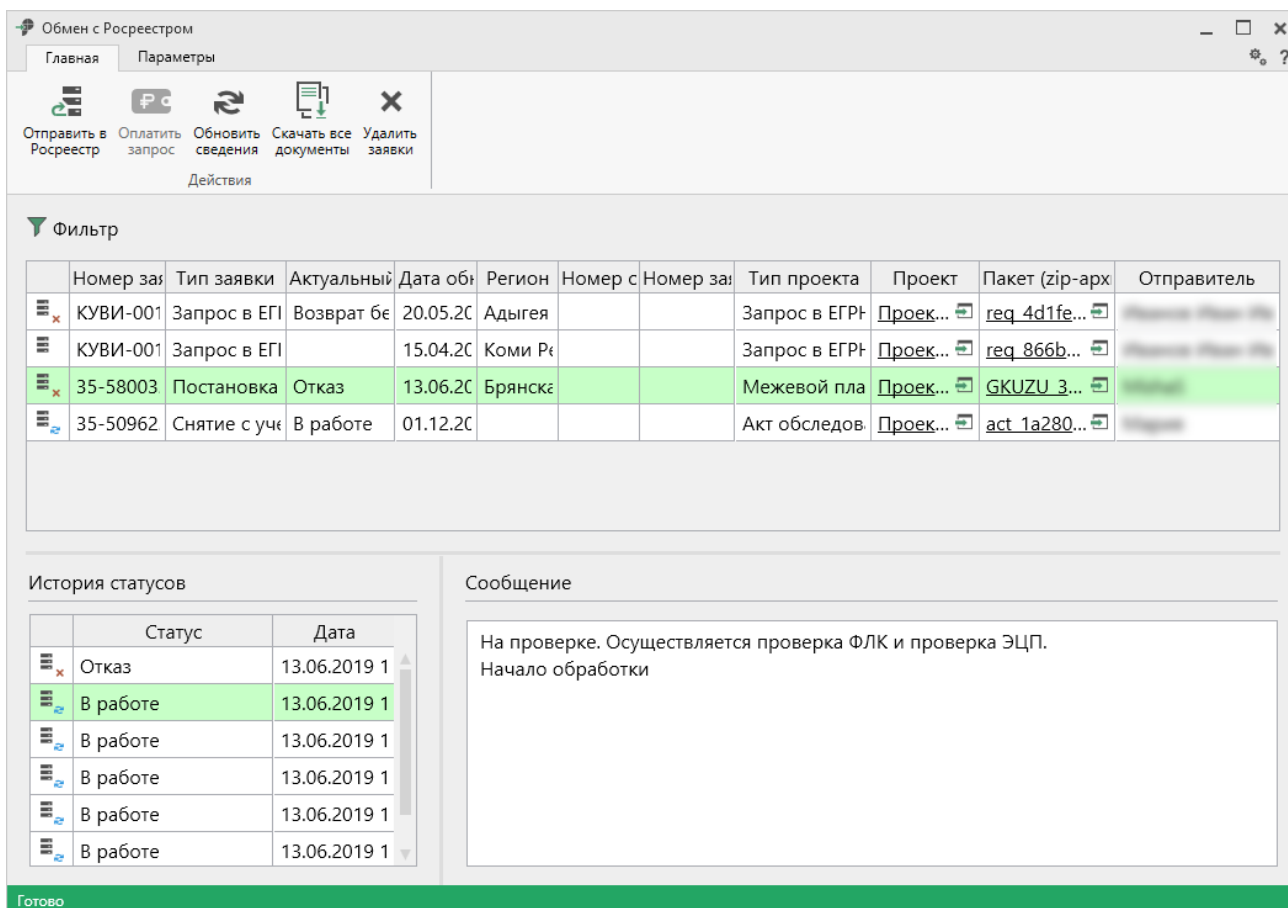 Обмен с Росреестром
Главная Параметры
Отправить в Росреестр Оплатить запрос Обновить сведения Скачать все документы Удалить заявки
Действия
Фильтр
Номер зая Тип заявки Актуальный Дата обн Регион Номер с Номер зая Тип проекта Проект Пакет (zip-архи Отправитель
КУВИ-001 Запрос в ЕГІ Возврат бе 20.05.20 Адыгея Запрос в ЕГРН Проек... req_4d1fe...
КУВИ-001 Запрос в ЕГІ 15.04.20 Коми Ре Запрос в ЕГРН Проек... req_866b...
35-58003 Постановка Отказ 13.06.20 Брянска Межевой пла Проек... GKUZU_3...
35-50962 Снятие с уче В работе 01.12.20 Акт обследов Проек... act_1a280...
История статусов Сообщение
Статус Дата
Отказ 13.06.2019 1
В работе 13.06.2019 1
В работе 13.06.2019 1
В работе 13.06.2019 1
В работе 13.06.2019 1
В работе 13.06.2019 1
На проверке. Осуществляется проверка ФЛК и проверка ЭЦП.
Начало обработки
Готово